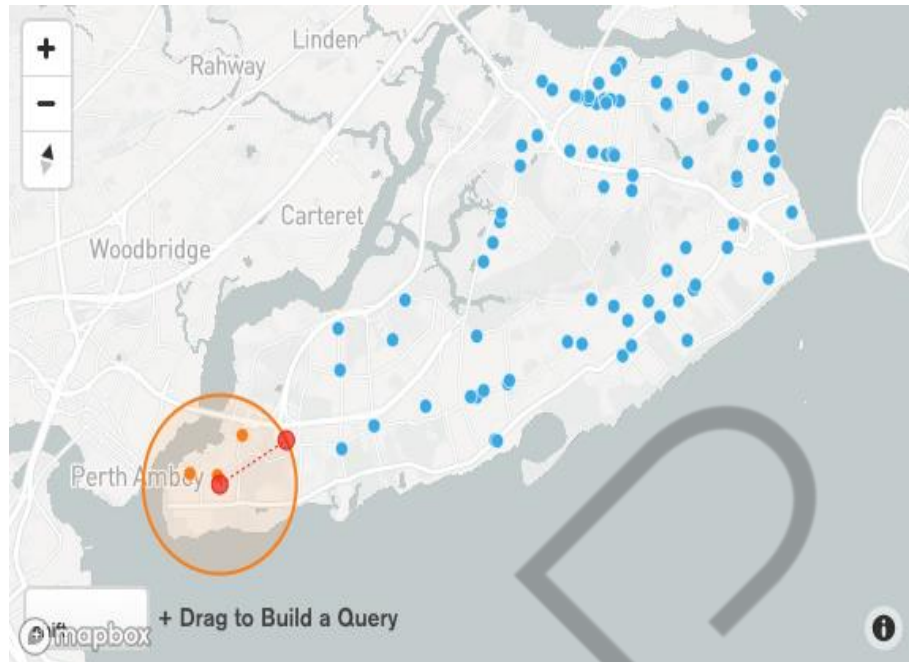 +
Linden
Rahway
−
Carteret
Woodbridge
Perth Amboy
+ Drag to Build a Query
mapbox
i